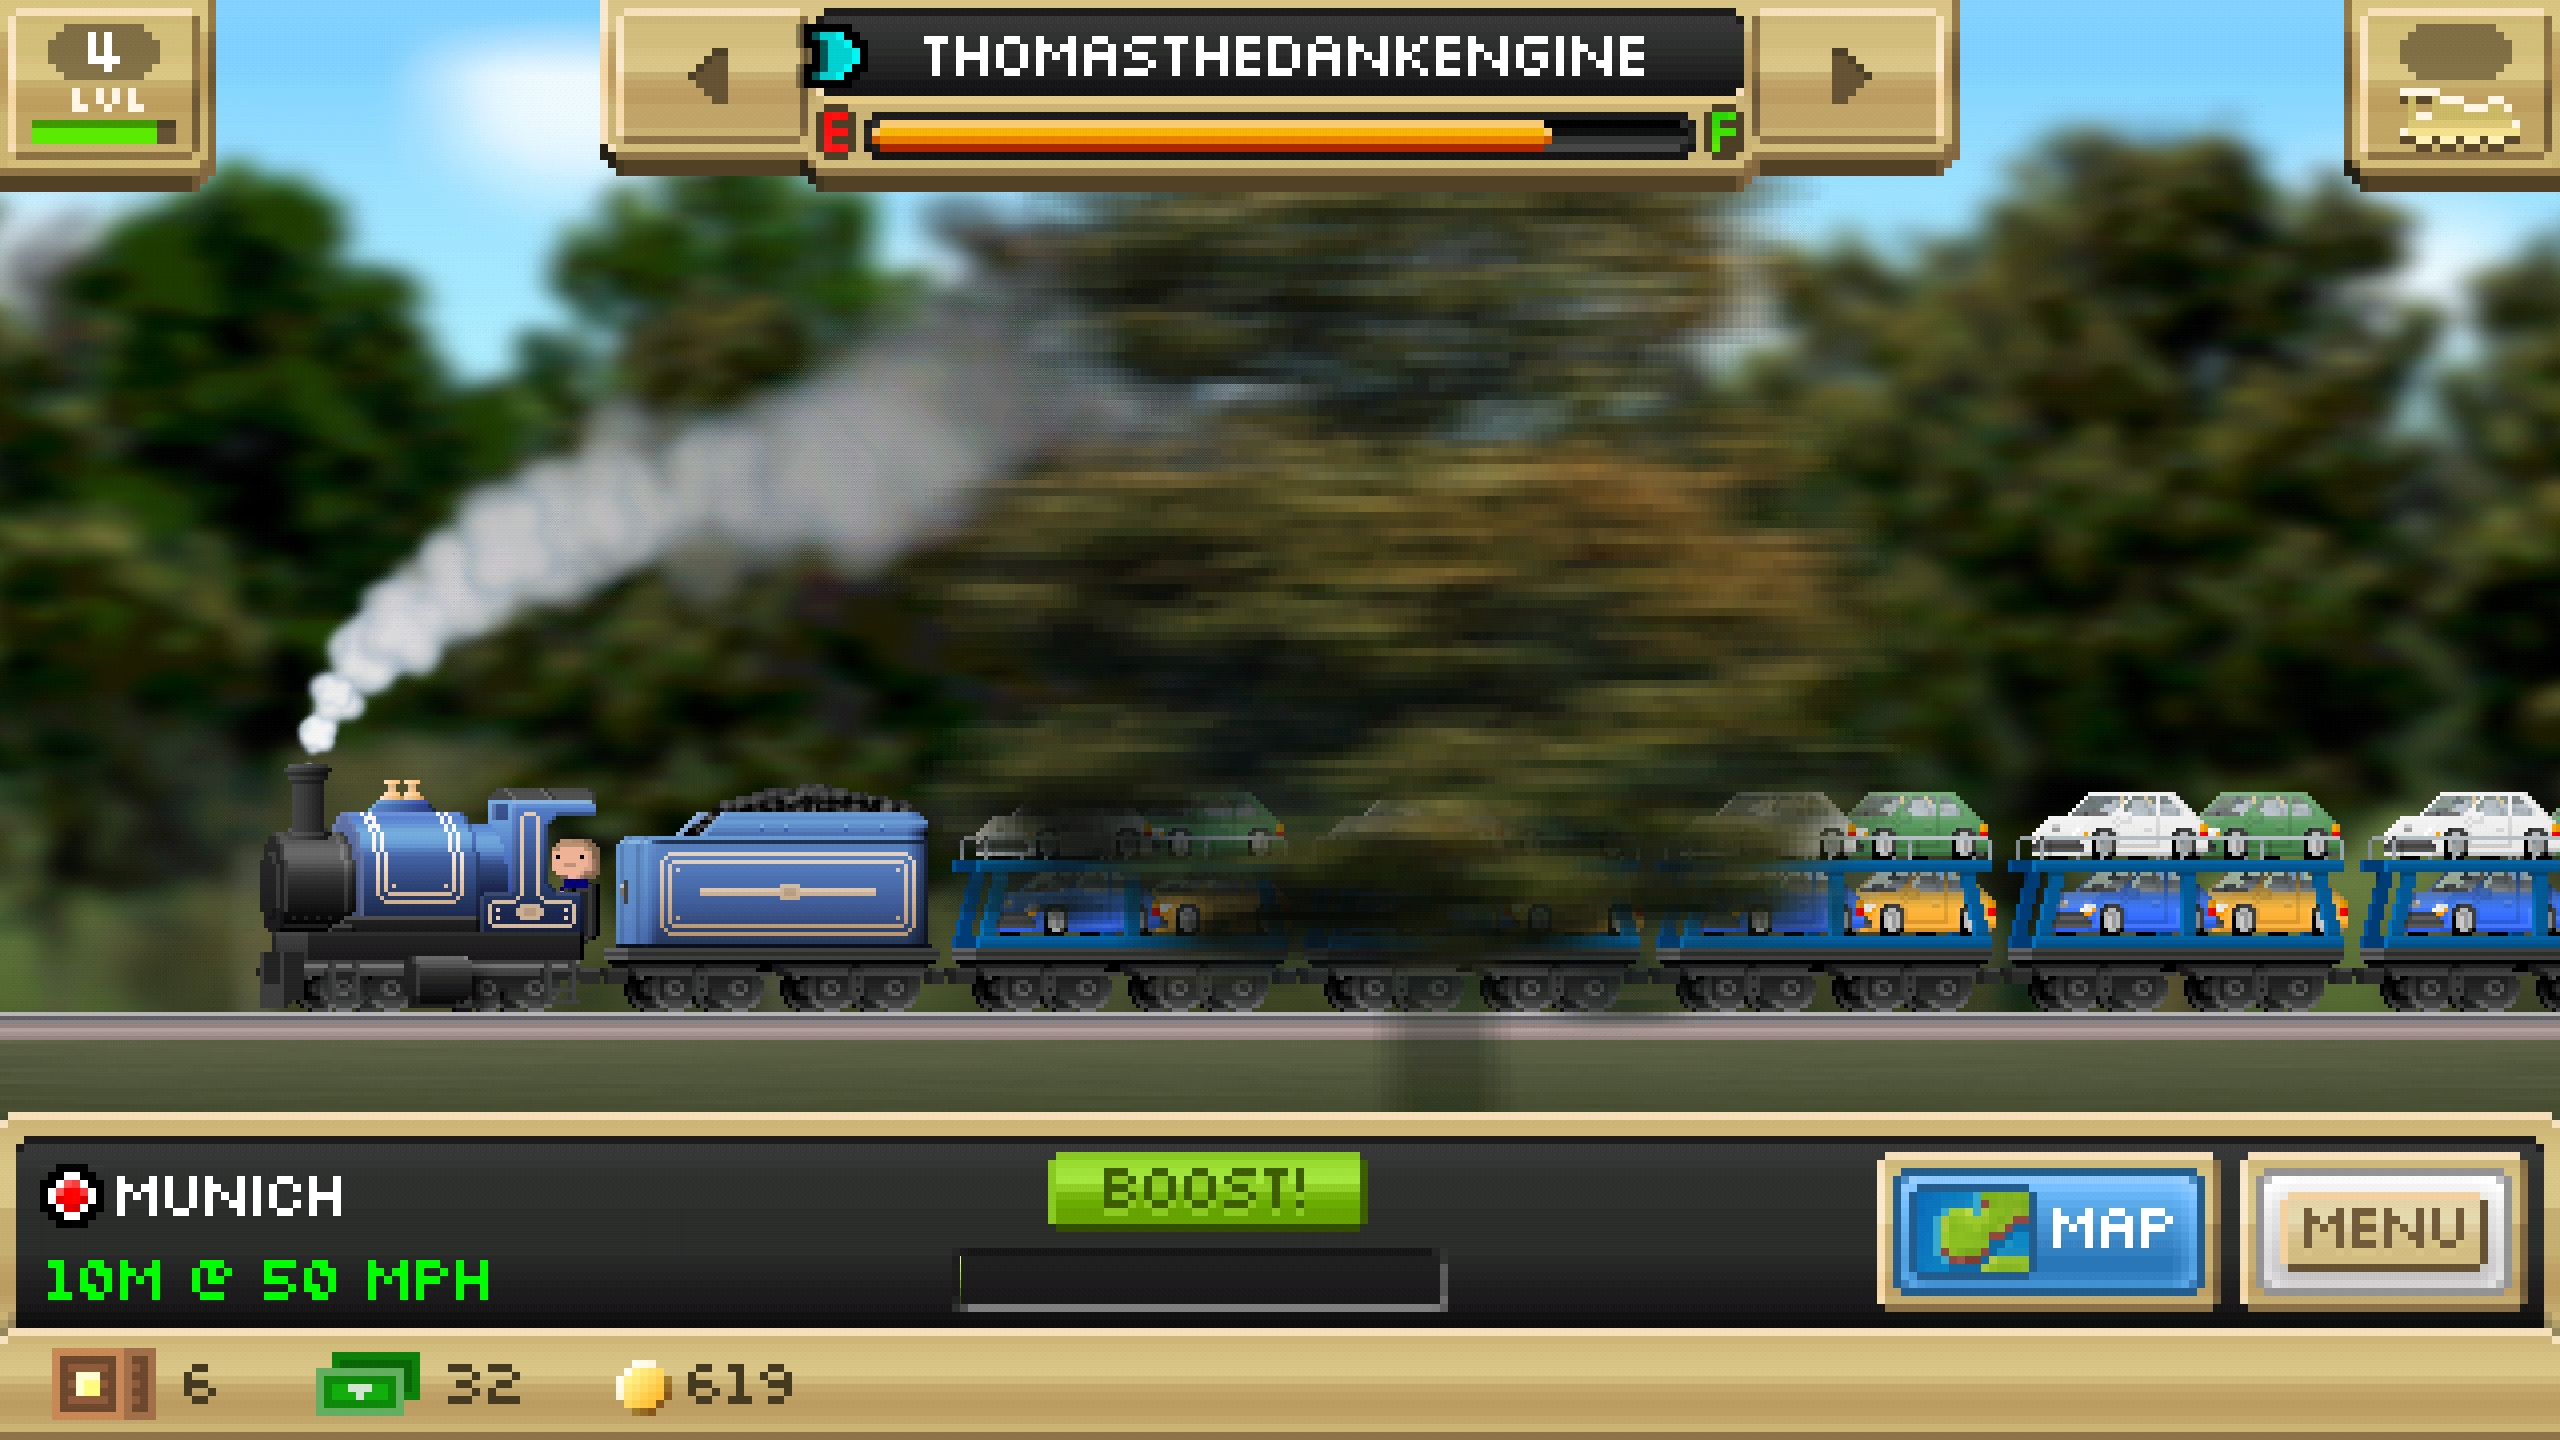 4
LVL
THOMASTHEDANKENGINE
E F
MUNICH
10M @ 50 MPH
BOOST!
MAP
MENU
6 32 619